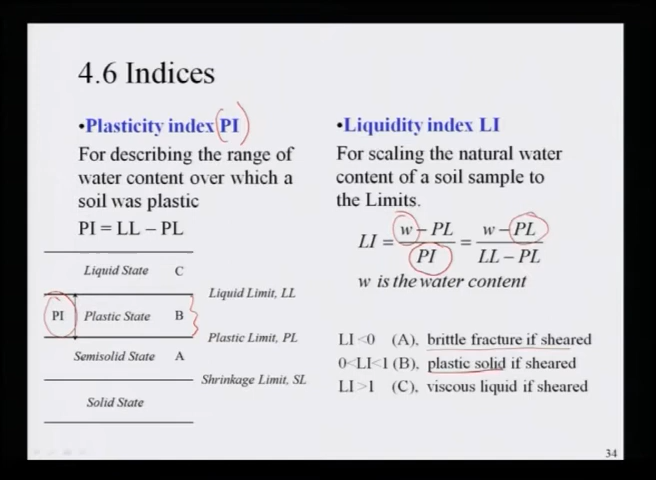 4.6 Indices
•Plasticity index PI
For describing the range of
water content over which a
soil was plastic
PI = LL – PL
Liquid State C
Liquid Limit, LL
PI Plastic State B
Plastic Limit, PL
Semisolid State A
Shrinkage Limit, SL
Solid State
•Liquidity index LI
For scaling the natural water
content of a soil sample to
the Limits.
LI = (w – PL)/PI = (w – PL)/(LL – PL)
w is the water content
LI <0 (A), brittle fracture if sheared
0<LI<1 (B), plastic solid if sheared
LI >1 (C), viscous liquid if sheared
34